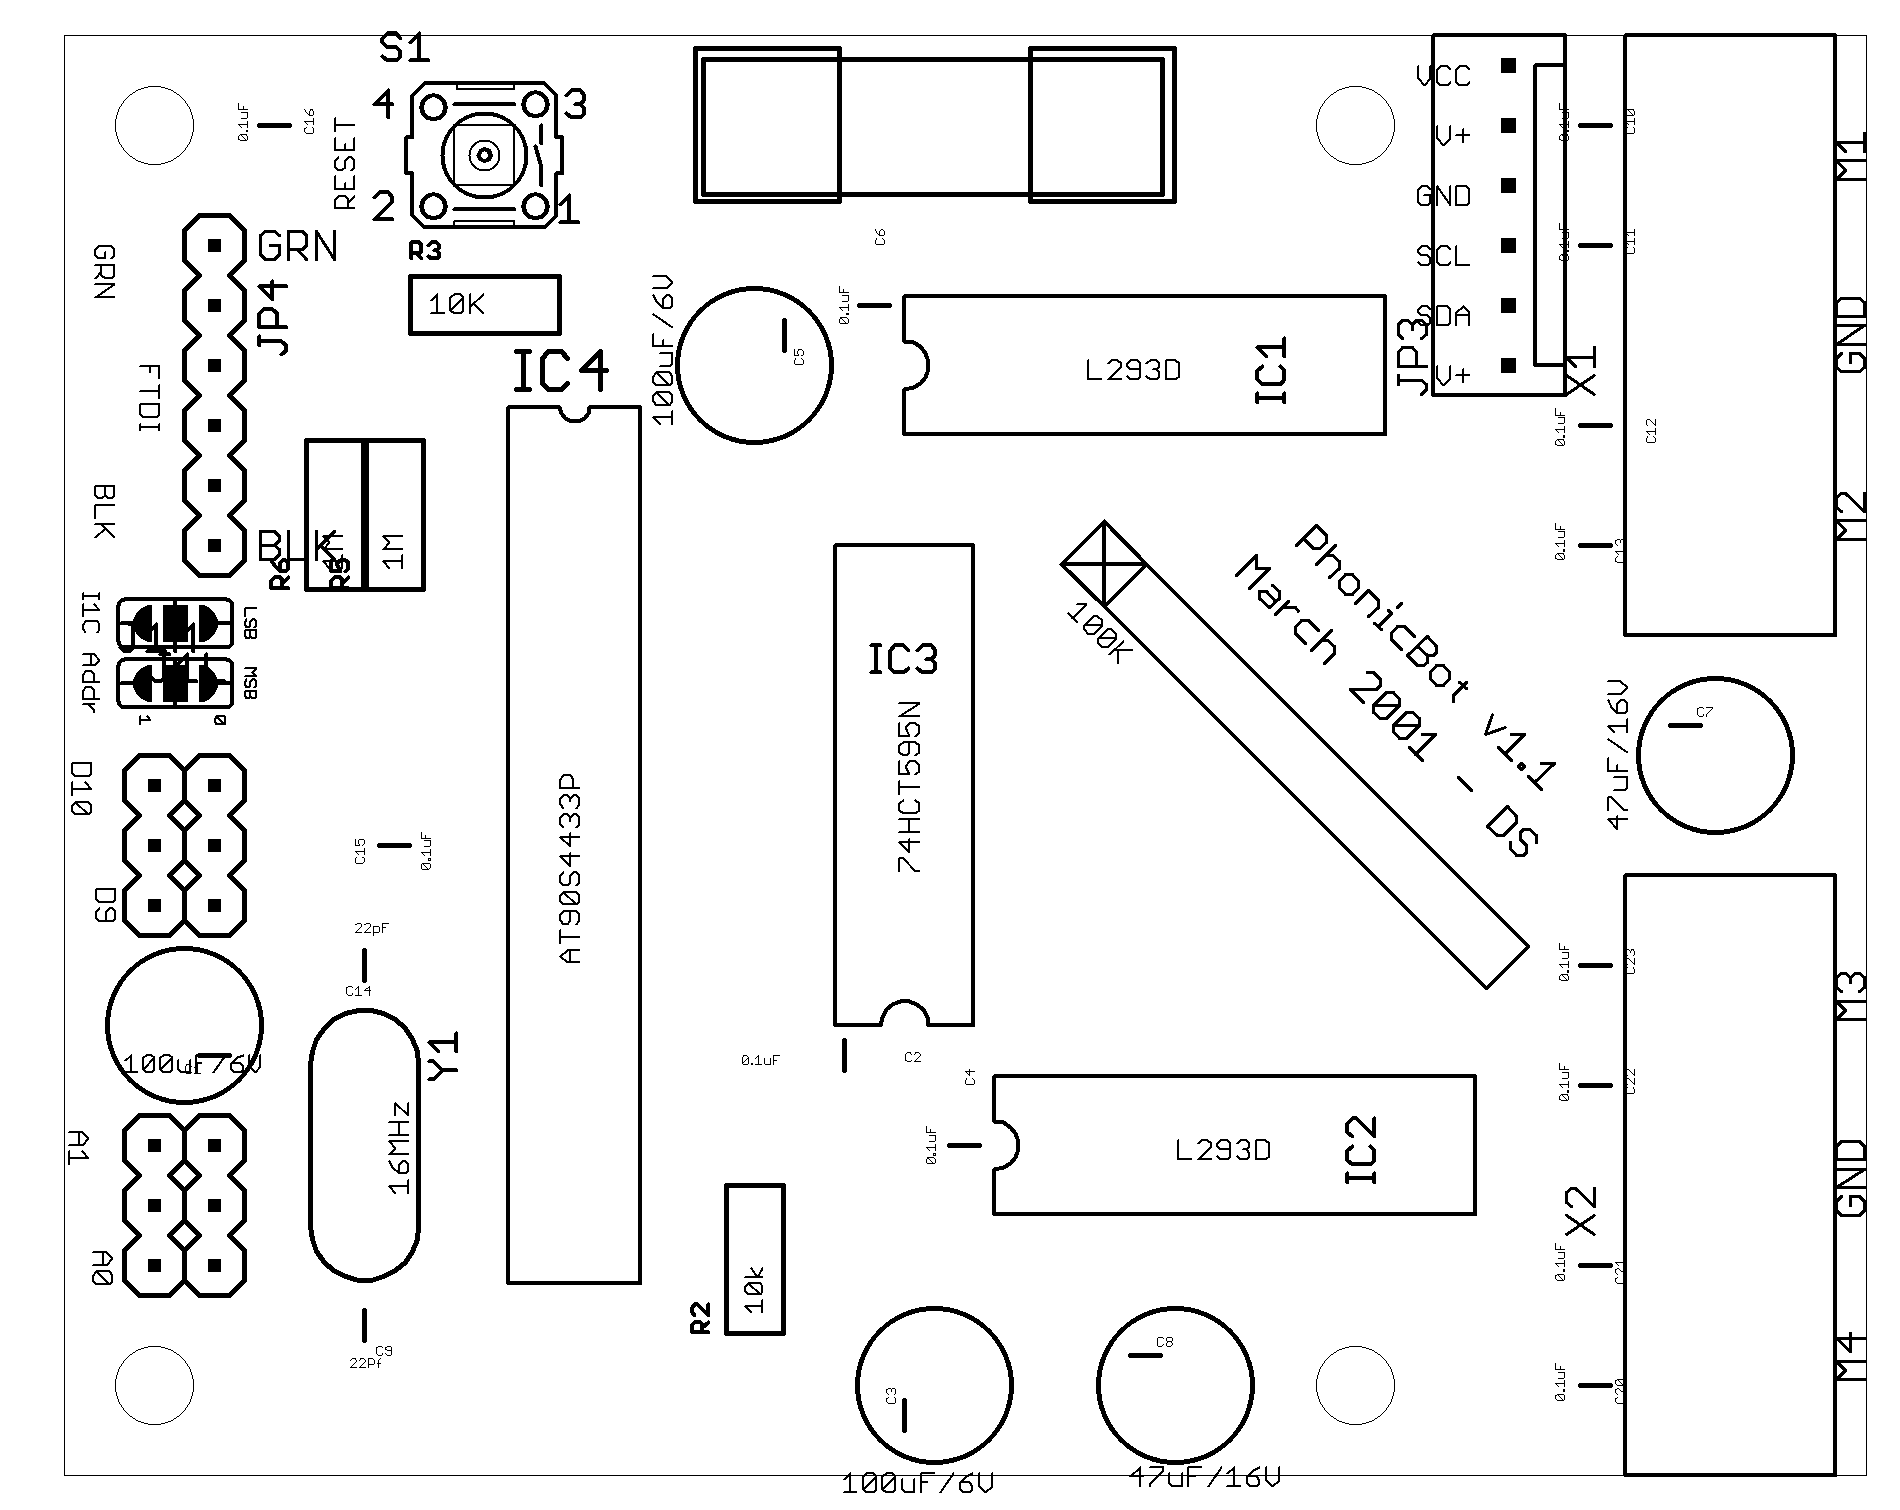 S1
4
3
2
1
RESET
0.1uF
C16
R3
10K
GRN
GRN
JP4
FTDI
BLK
BLK
IC4
AT90S4433P
100uF/6V
C5
C6
0.1uF
L293D
IC1
VCC
V+
GND
SCL
SDA
V+
JP3
X1
0.1uF
C10
0.1uF
C11
0.1uF
C12
0.1uF
C13
M1
GND
M2
R6
R5
1M
1M
I1C Addr
LSB
MSB
1
0
D10
D9
C15
0.1uF
22pF
C14
100uF/6V
Y1
16MHz
A1
A0
C9
22Pf
IC3
74HCT595N
0.1uF
C2
100K
PhonicBot v1.1
March 2001 - DS
47uF/16V
C7
C4
0.1uF
L293D
IC2
R2
10k
C3
100uF/6V
C8
47uF/16V
X2
0.1uF
C23
0.1uF
C22
0.1uF
C21
0.1uF
C20
M3
GND
M4